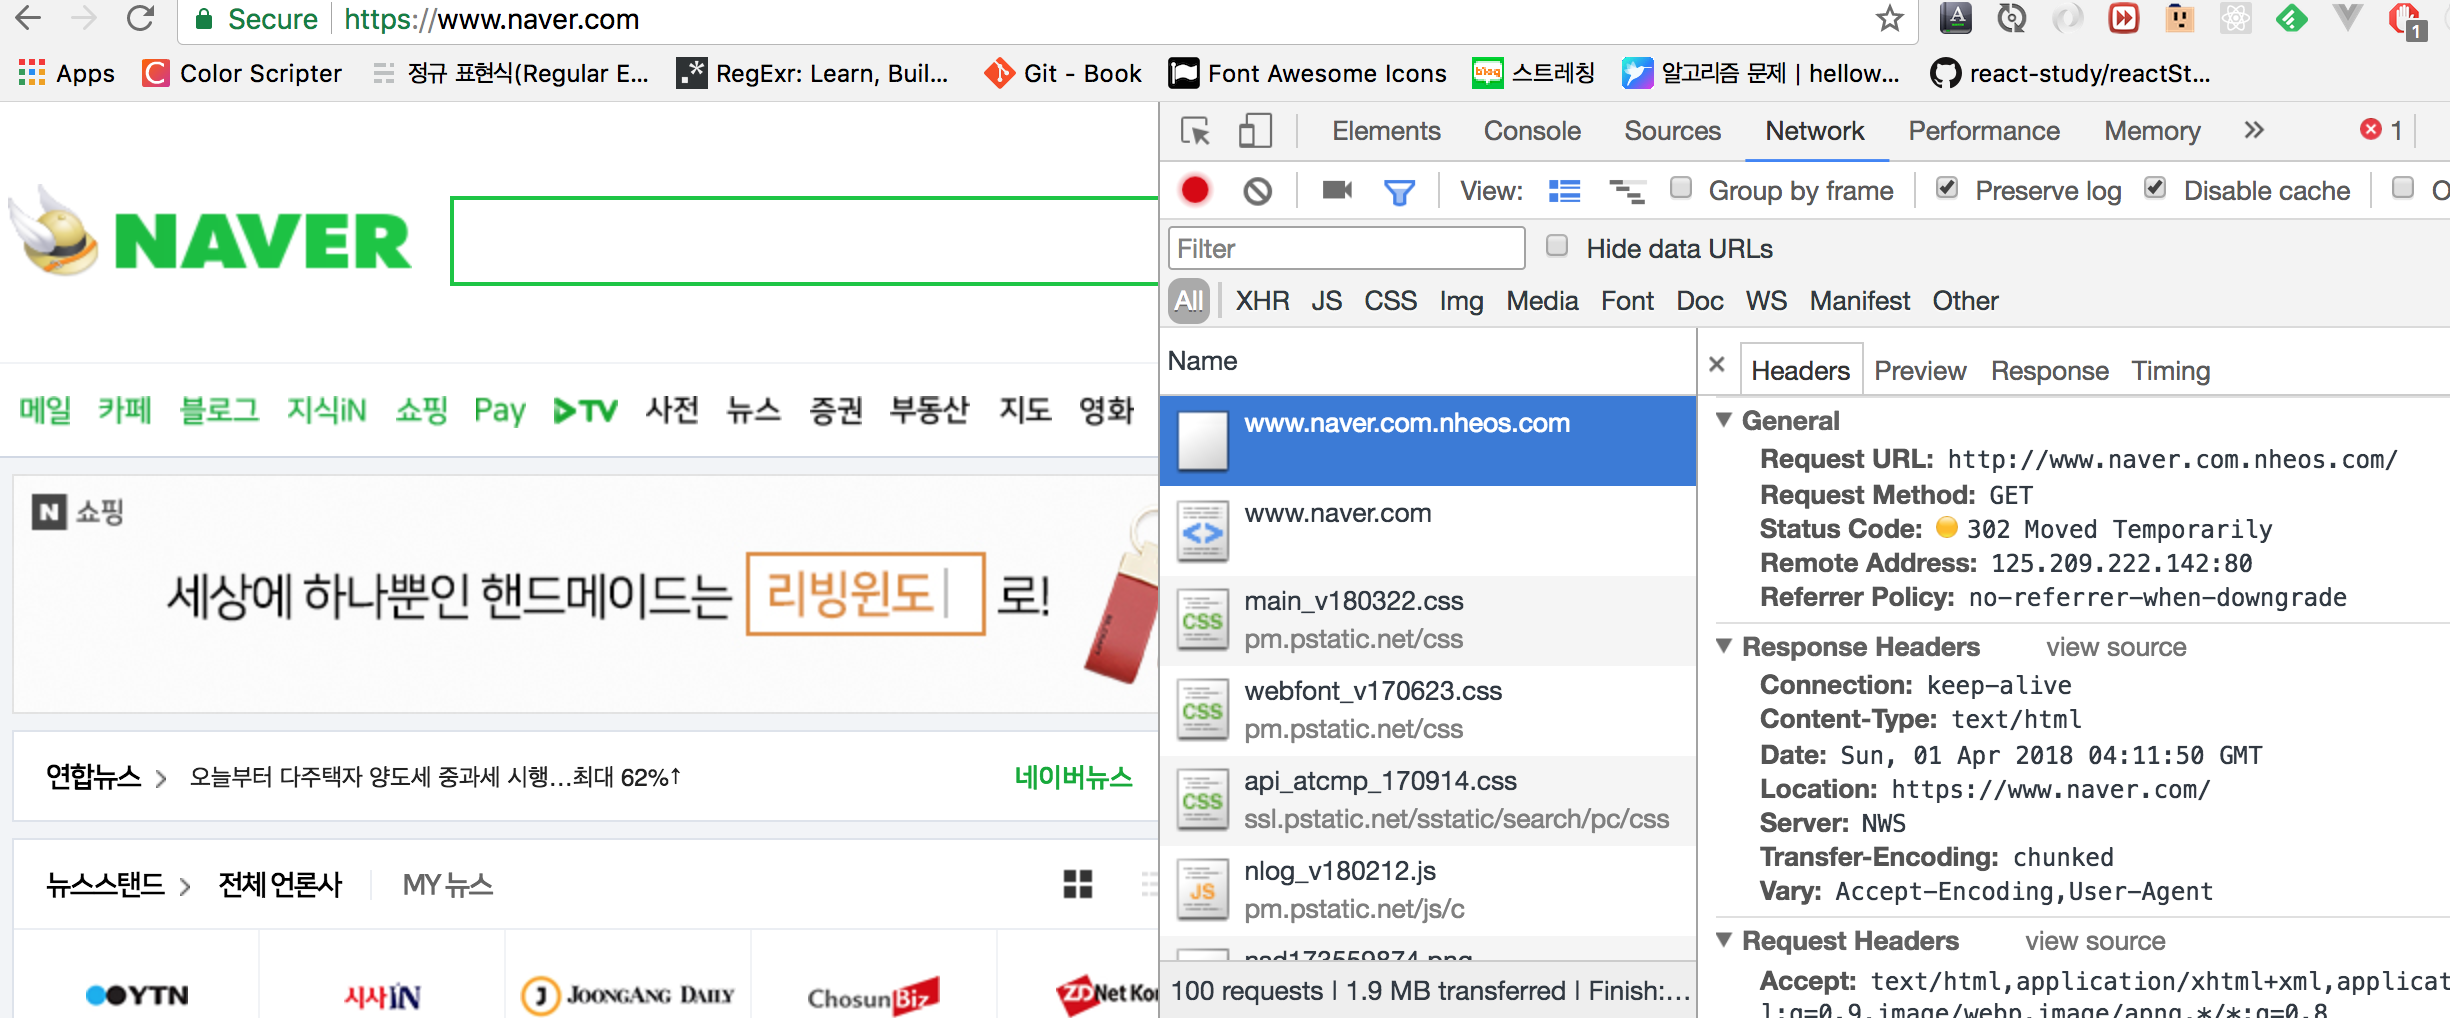 Secure https://www.naver.com
1
Apps Color Scripter 정규 표현식(Regular E... RegExr: Learn, Buil... Git - Book Font Awesome Icons 스트레칭 알고리즘 문제 | hellow... react-study/reactSt...
NAVER
메일 카페 블로그 지식iN 쇼핑 Pay TV 사전 뉴스 증권 부동산 지도 영화
N 쇼핑
세상에 하나뿐인 핸드메이드는 리빙윈도 로!
연합뉴스 > 오늘부터 다주택자 양도세 중과세 시행...최대 62%↑ 네이버뉴스
뉴스스탠드 > 전체 언론사 MY 뉴스
YTN 시사IN JOONGANG DAILY ChosunBiz ZDNet Kor
Elements Console Sources Network Performance Memory » 1
View: Group by frame Preserve log Disable cache O
Filter Hide data URLs
All XHR JS CSS Img Media Font Doc WS Manifest Other
Name
www.naver.com.nheos.com
www.naver.com
main_v180322.css
pm.pstatic.net/css
webfont_v170623.css
pm.pstatic.net/css
api_atcmp_170914.css
ssl.pstatic.net/sstatic/search/pc/css
nlog_v180212.js
pm.pstatic.net/js/c
100 requests | 1.9 MB transferred | Finish:...
× Headers Preview Response Timing
General
Request URL: http://www.naver.com.nheos.com/
Request Method: GET
Status Code: 302 Moved Temporarily
Remote Address: 125.209.222.142:80
Referrer Policy: no-referrer-when-downgrade
Response Headers view source
Connection: keep-alive
Content-Type: text/html
Date: Sun, 01 Apr 2018 04:11:50 GMT
Location: https://www.naver.com/
Server: NWS
Transfer-Encoding: chunked
Vary: Accept-Encoding,User-Agent
Request Headers view source
Accept: text/html,application/xhtml+xml,applicat
l;q=0.9,image/webp,image/apng,*/*;q=0.8